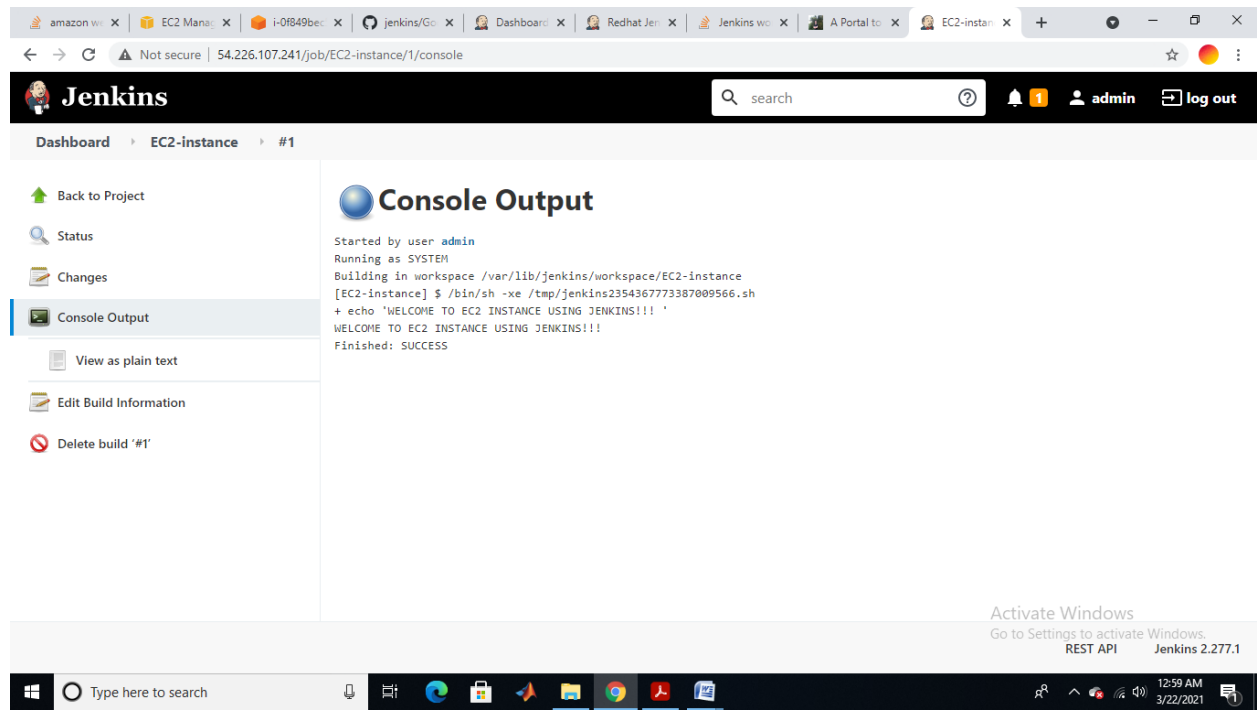 amazon we
EC2 Manag
i-0f849bec
jenkins/Go
Dashboard
Redhat Jen
Jenkins wo
A Portal to
EC2-instan
Not secure | 54.226.107.241/job/EC2-instance/1/console
Jenkins
search
1
admin
log out
Dashboard
EC2-instance
#1
Back to Project
Status
Changes
Console Output
View as plain text
Edit Build Information
Delete build '#1'
Console Output
Started by user admin
Running as SYSTEM
Building in workspace /var/lib/jenkins/workspace/EC2-instance
[EC2-instance] $ /bin/sh -xe /tmp/jenkins2354367773387009566.sh
+ echo 'WELCOME TO EC2 INSTANCE USING JENKINS!!! '
WELCOME TO EC2 INSTANCE USING JENKINS!!!
Finished: SUCCESS
Activate Windows
Go to Settings to activate Windows.
REST API
Jenkins 2.277.1
Type here to search
12:59 AM
3/22/2021
1